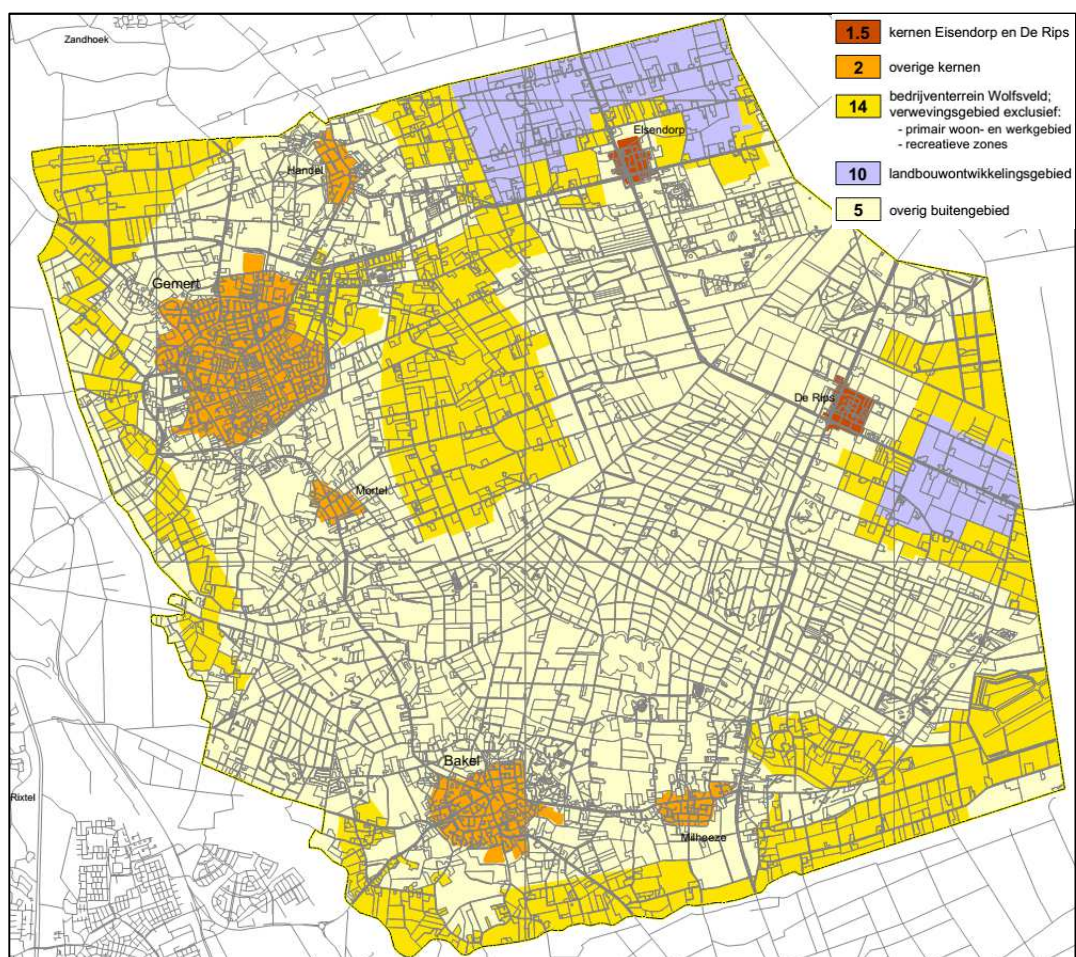 Zandhoek
1.5 kernen Eisendorp en De Rips
2 overige kernen
14 bedrijventerrein Wolfsveld;
verwevingsgebied exclusief:
- primair woon- en werkgebied
- recreatieve zones
10 landbouwontwikkelingsgebied
5 overig buitengebied
Elsendorp
Handel
Gemert
De Rips
Mortel
Bakel
Rixtel
Milheeze